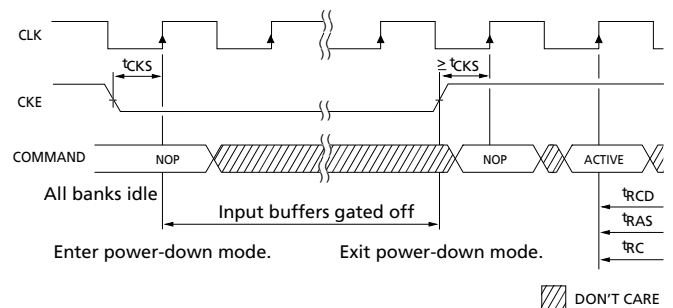 CLK
tCKS
≥ tCKS
CKE
COMMAND
NOP
NOP
ACTIVE
All banks idle
Input buffers gated off
tRCD
tRAS
tRC
Enter power-down mode.
Exit power-down mode.
DON'T CARE